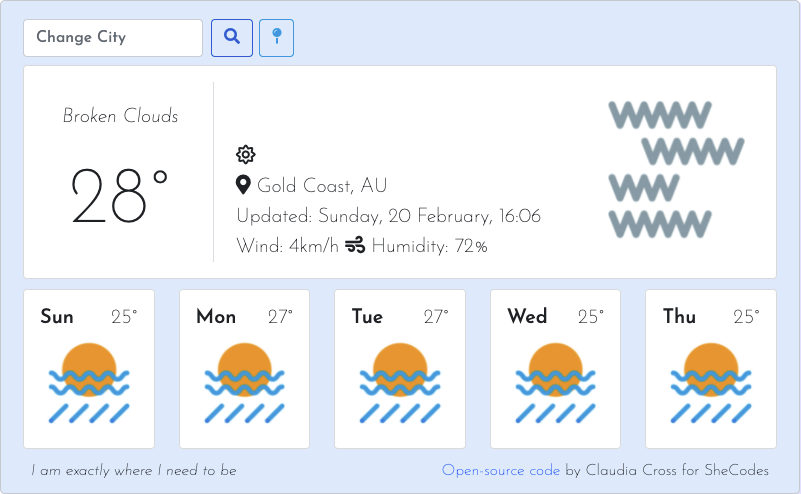 Change City
Broken Clouds
28°
Gold Coast, AU
Updated: Sunday, 20 February, 16:06
Wind: 4km/h Humidity: 72%
Sun 25°
Mon 27°
Tue 27°
Wed 25°
Thu 25°
I am exactly where I need to be
Open-source code by Claudia Cross for SheCodes